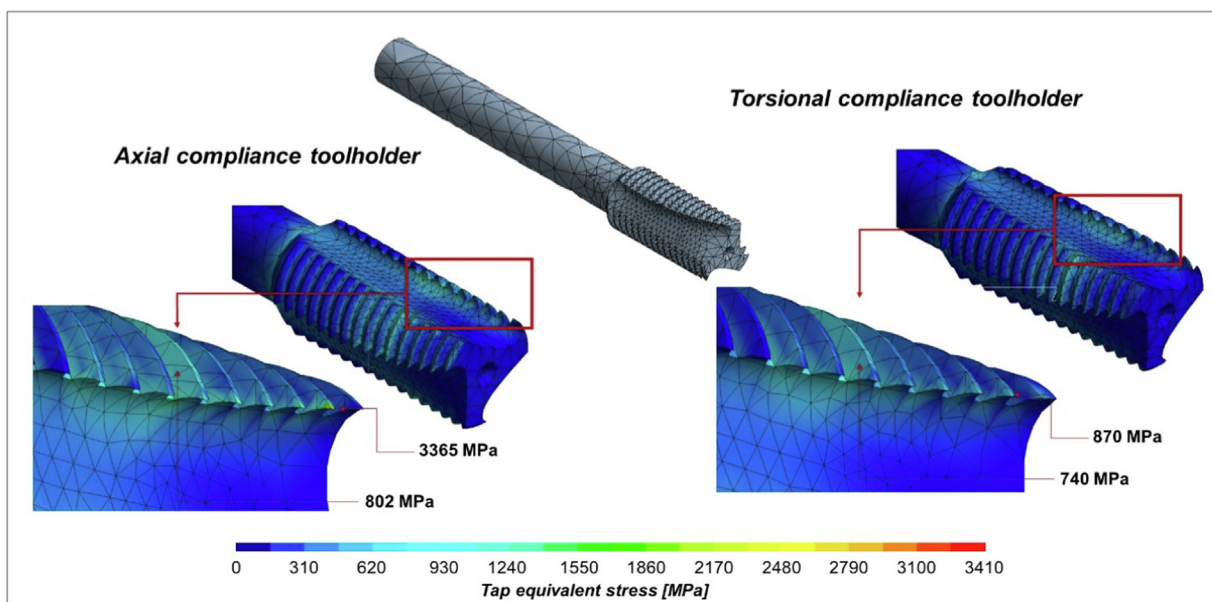 Torsional compliance toolholder
Axial compliance toolholder
3365 MPa
802 MPa
870 MPa
740 MPa
0 310 620 930 1240 1550 1860 2170 2480 2790 3100 3410
Tap equivalent stress [MPa]